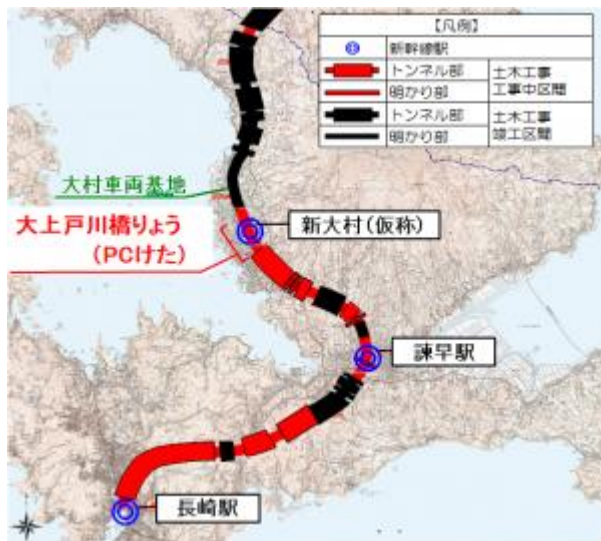 【凡例】
新幹線駅
トンネル部
土木工事
工事中区間
明かり部
トンネル部
土木工事
竣工区間
明かり部
大村車両基地
大上戸川橋りょう
(PCけた)
新大村(仮称)
諫早駅
長崎駅